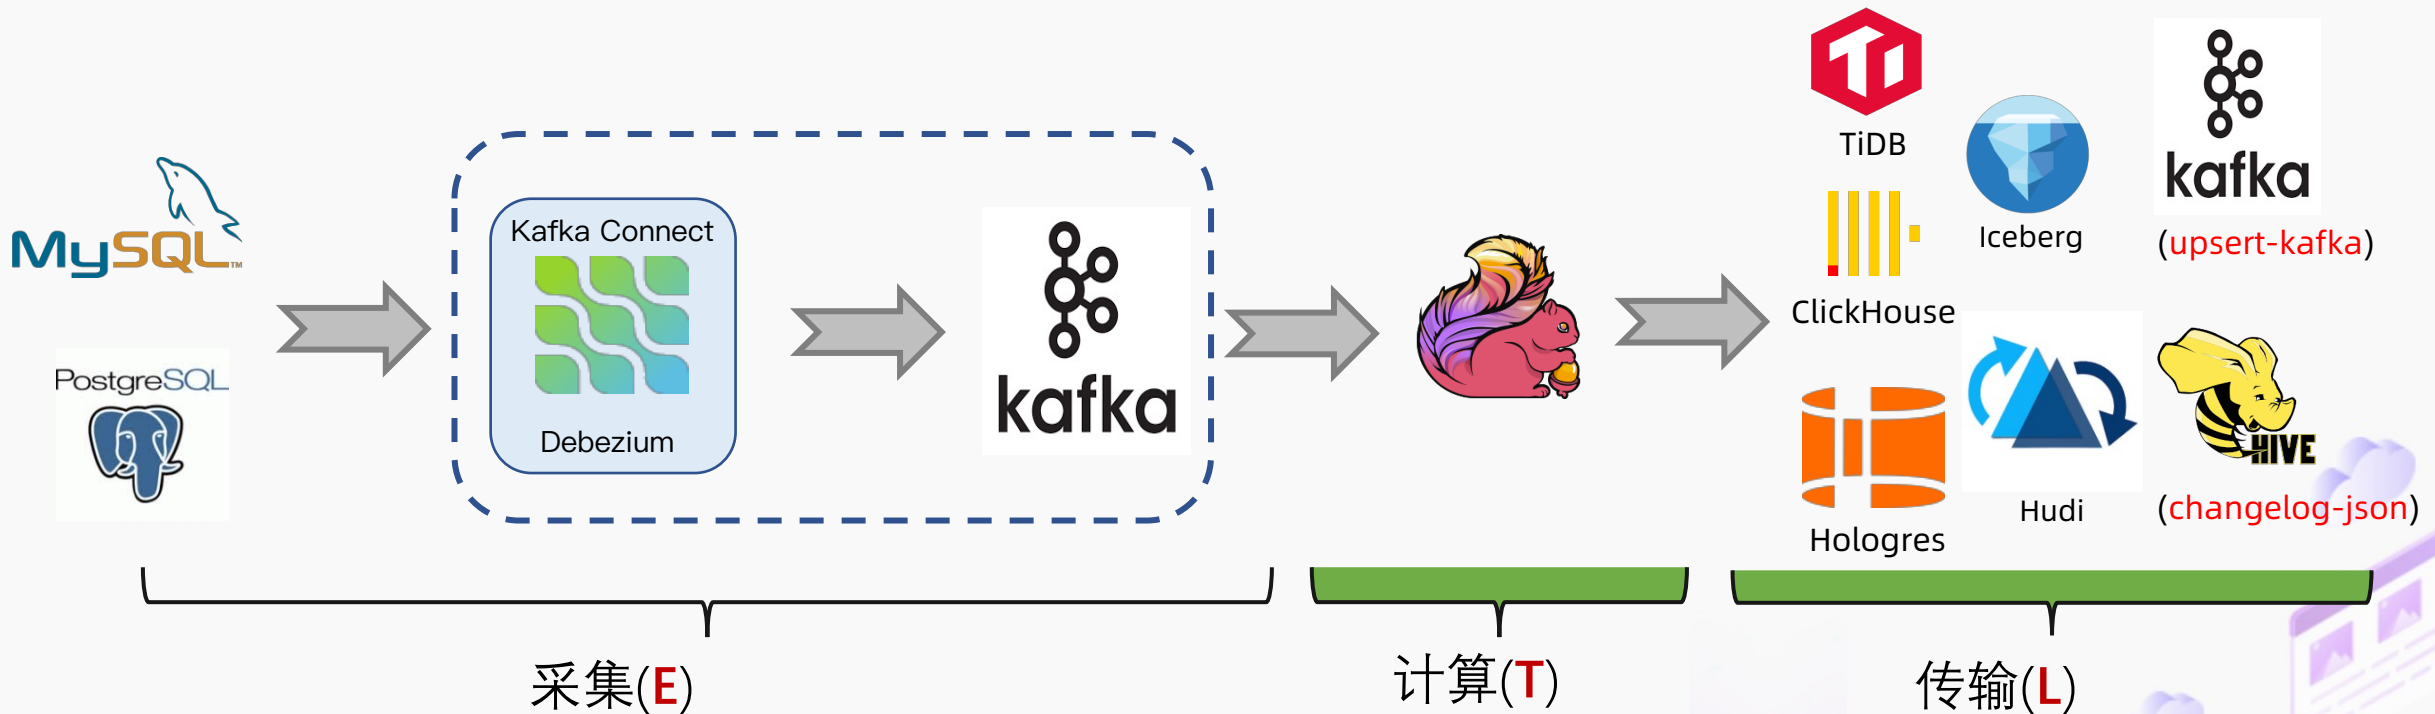 MySQL™
PostgreSQL
Kafka Connect
Debezium
kafka
TiDB
ClickHouse
Hologres
Iceberg
Hudi
kafka
(upsert-kafka)
HIVE
(changelog-json)
采集(E)
计算(T)
传输(L)